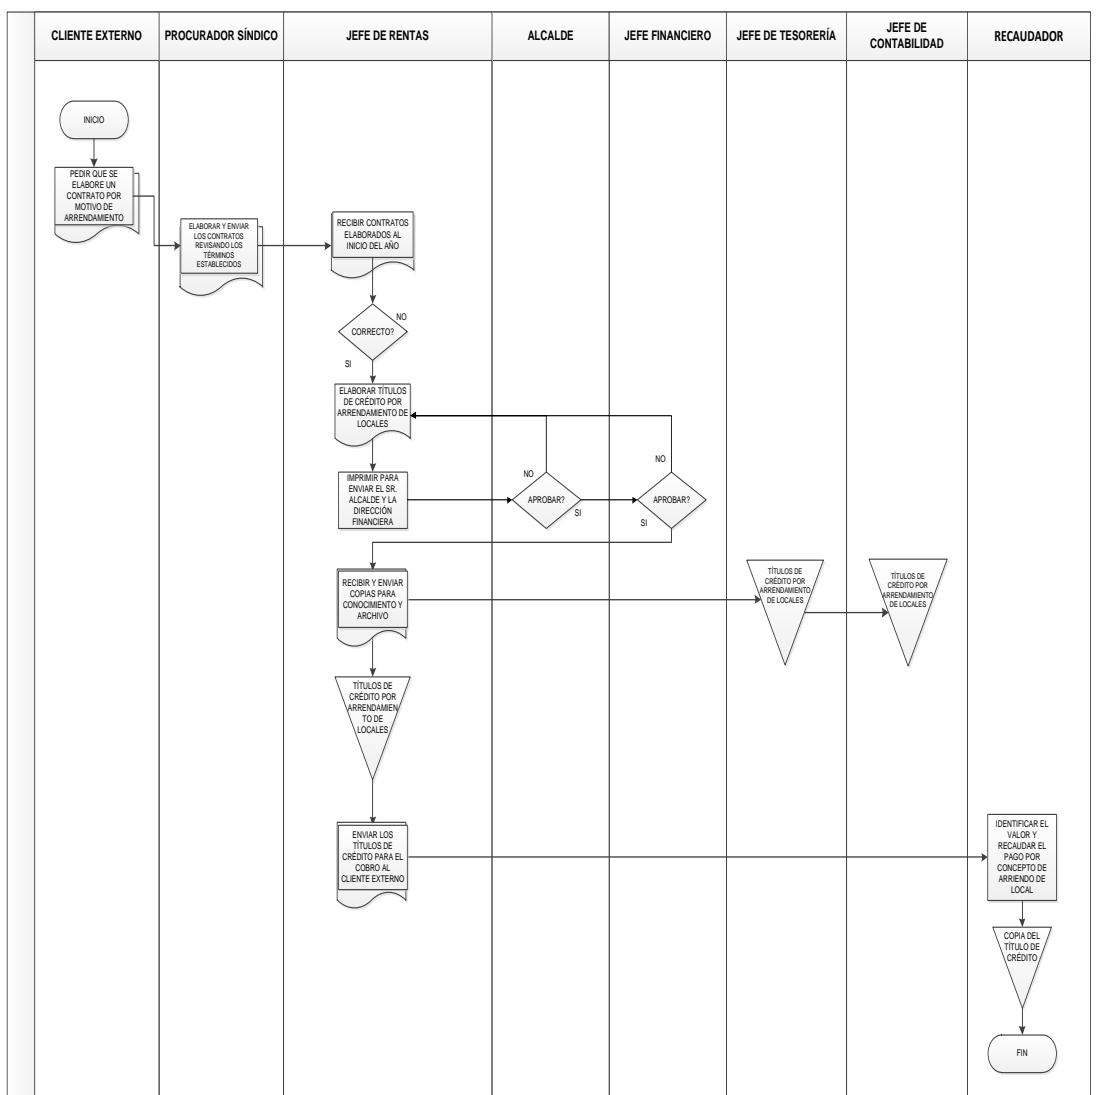 CLIENTE EXTERNO
PROCURADOR SÍNDICO
JEFE DE RENTAS
ALCALDE
JEFE FINANCIERO
JEFE DE TESORERÍA
JEFE DE
CONTABILIDAD
RECAUDADOR
INICIO
PEDIR QUE SE
ELABORE UN
CONTRATO POR
MOTIVO DE
ARRENDAMIENTO
ELABORAR Y ENVIAR
LOS CONTRATOS
REVISANDO LOS
TÉRMINOS
ESTABLECIDOS
RECIBIR CONTRATOS
ELABORADOS AL
INICIO DEL AÑO
NO
CORRECTO?
SI
ELABORAR TÍTULOS
DE CRÉDITO POR
ARRENDAMIENTO DE
LOCALES
IMPRIMIR PARA
ENVIAR EL SR.
ALCALDE Y LA
DIRECCIÓN
FINANCIERA
NO
APROBAR?
SI
NO
APROBAR?
SI
RECIBIR Y ENVIAR
COPIAS PARA
CONOCIMIENTO Y
ARCHIVO
TÍTULOS DE
CRÉDITO POR
ARRENDAMIENTO
DE LOCALES
TÍTULOS DE
CRÉDITO POR
ARRENDAMIENTO
DE LOCALES
TÍTULOS DE
CRÉDITO POR
ARRENDAMIEN
TO DE
LOCALES
ENVIAR LOS
TÍTULOS DE
CRÉDITO PARA EL
COBRO AL
CLIENTE EXTERNO
IDENTIFICAR EL
VALOR Y
RECAUDAR EL
PAGO POR
CONCEPTO DE
ARRIENDO DE
LOCAL
COPIA DEL
TÍTULO DE
CRÉDITO
FIN